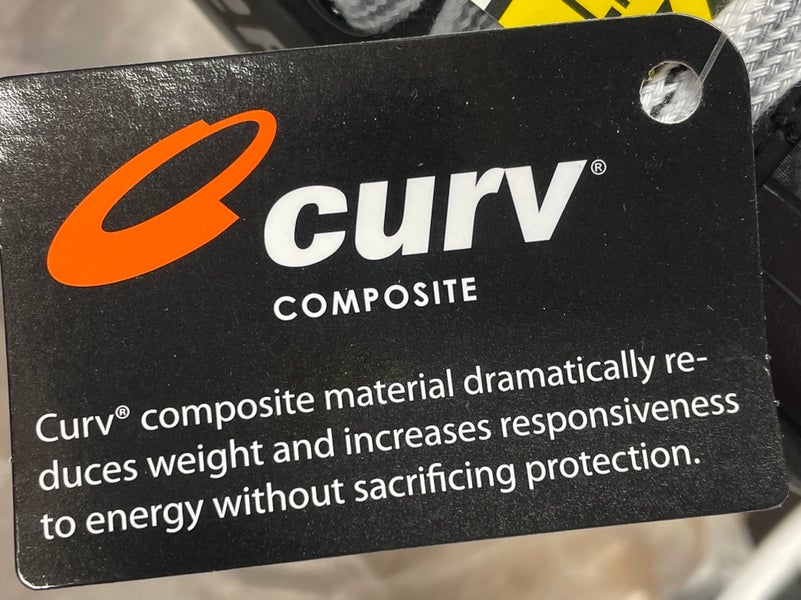 curv®
COMPOSITE
Curv® composite material dramatically re-
duces weight and increases responsiveness
to energy without sacrificing protection.